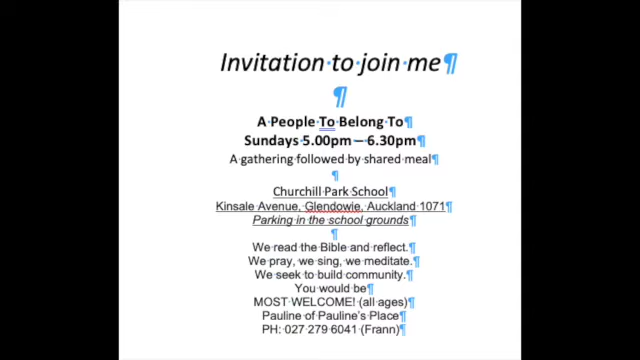 Invitation to join me
A People To Belong To
Sundays 5.00pm – 6.30pm
A gathering followed by shared meal
Churchill Park School
Kinsale Avenue, Glendowie, Auckland 1071
Parking in the school grounds
We read the Bible and reflect.
We pray, we sing, we meditate.
We seek to build community.
You would be
MOST WELCOME! (all ages)
Pauline of Pauline's Place
PH: 027 279 6041 (Frann)